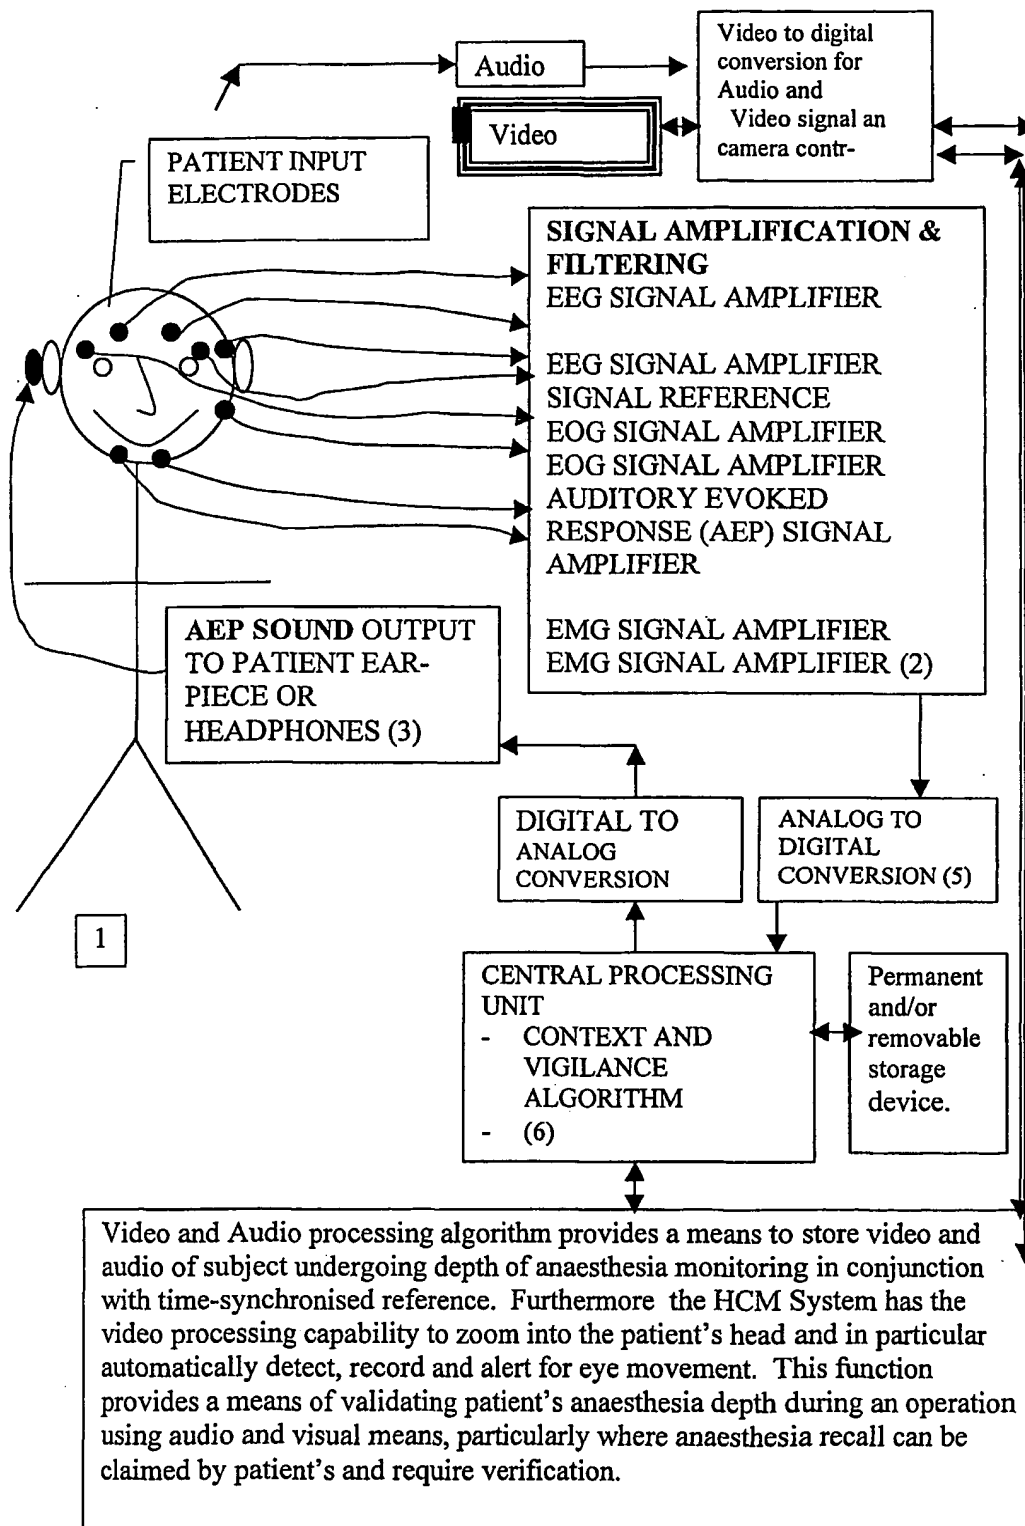 Audio
Video
Video to digital
conversion for
Audio and
Video signal an
camera contr-
PATIENT INPUT
ELECTRODES
SIGNAL AMPLIFICATION &
FILTERING
EEG SIGNAL AMPLIFIER
EEG SIGNAL AMPLIFIER
SIGNAL REFERENCE
EOG SIGNAL AMPLIFIER
EOG SIGNAL AMPLIFIER
AUDITORY EVOKED
RESPONSE (AEP) SIGNAL
AMPLIFIER
EMG SIGNAL AMPLIFIER
EMG SIGNAL AMPLIFIER (2)
AEP SOUND OUTPUT
TO PATIENT EAR-
PIECE OR
HEADPHONES (3)
DIGITAL TO
ANALOG
CONVERSION
ANALOG TO
DIGITAL
CONVERSION (5)
1
CENTRAL PROCESSING
UNIT
- CONTEXT AND
VIGILANCE
ALGORITHM
- (6)
Permanent
and/or
removable
storage
device.
Video and Audio processing algorithm provides a means to store video and
audio of subject undergoing depth of anaesthesia monitoring in conjunction
with time-synchronised reference. Furthermore the HCM System has the
video processing capability to zoom into the patient's head and in particular
automatically detect, record and alert for eye movement. This function
provides a means of validating patient's anaesthesia depth during an operation
using audio and visual means, particularly where anaesthesia recall can be
claimed by patient's and require verification.